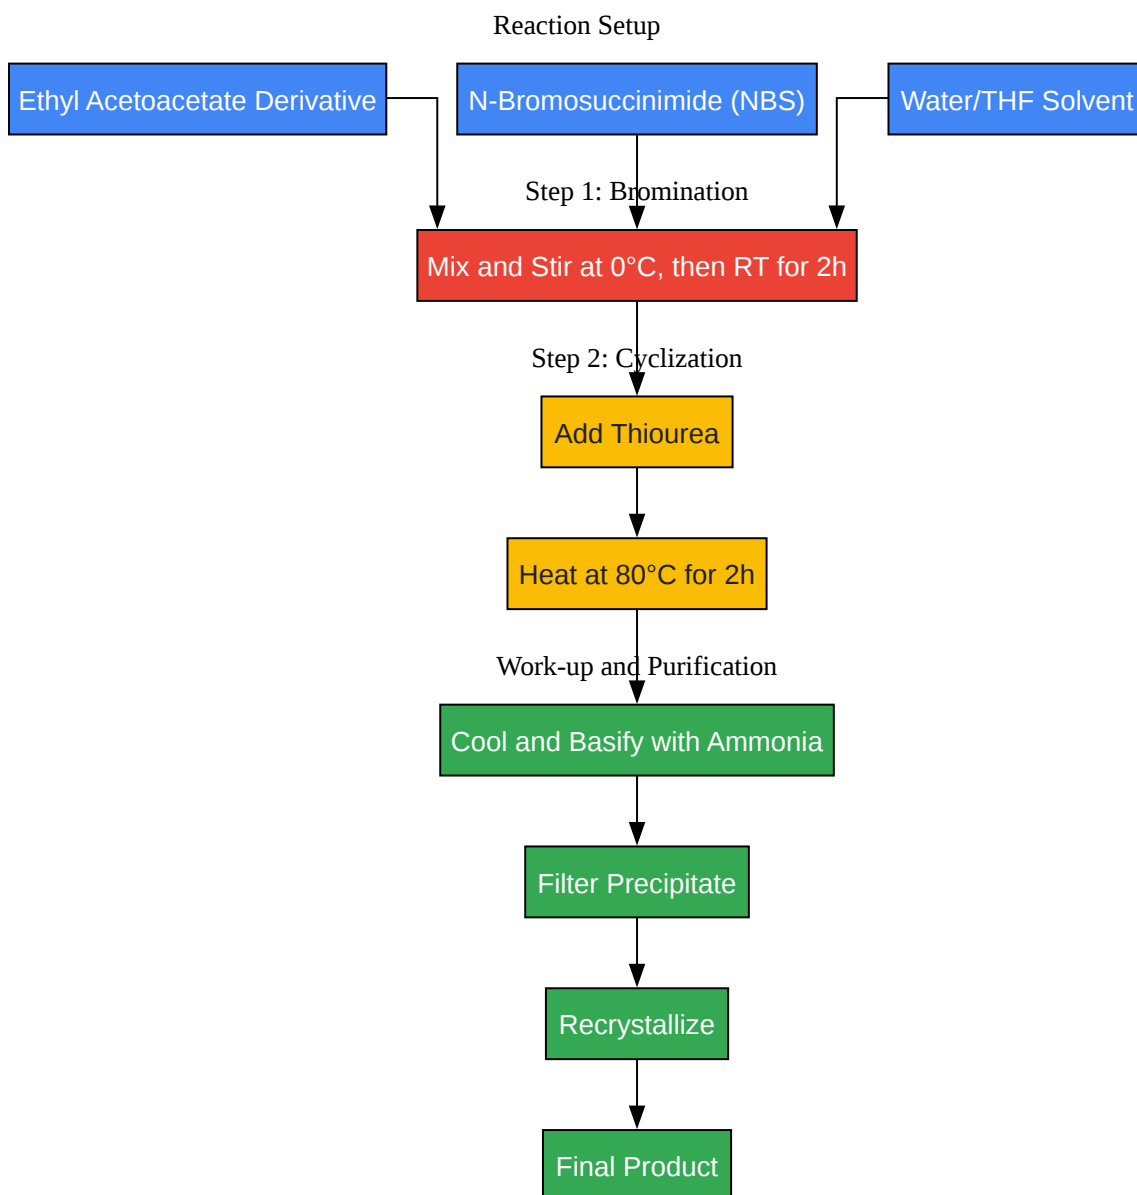 Reaction Setup
Ethyl Acetoacetate Derivative
N-Bromosuccinimide (NBS)
Water/THF Solvent
Step 1: Bromination
Mix and Stir at 0°C, then RT for 2h
Step 2: Cyclization
Add Thiourea
Heat at 80°C for 2h
Work-up and Purification
Cool and Basify with Ammonia
Filter Precipitate
Recrystallize
Final Product